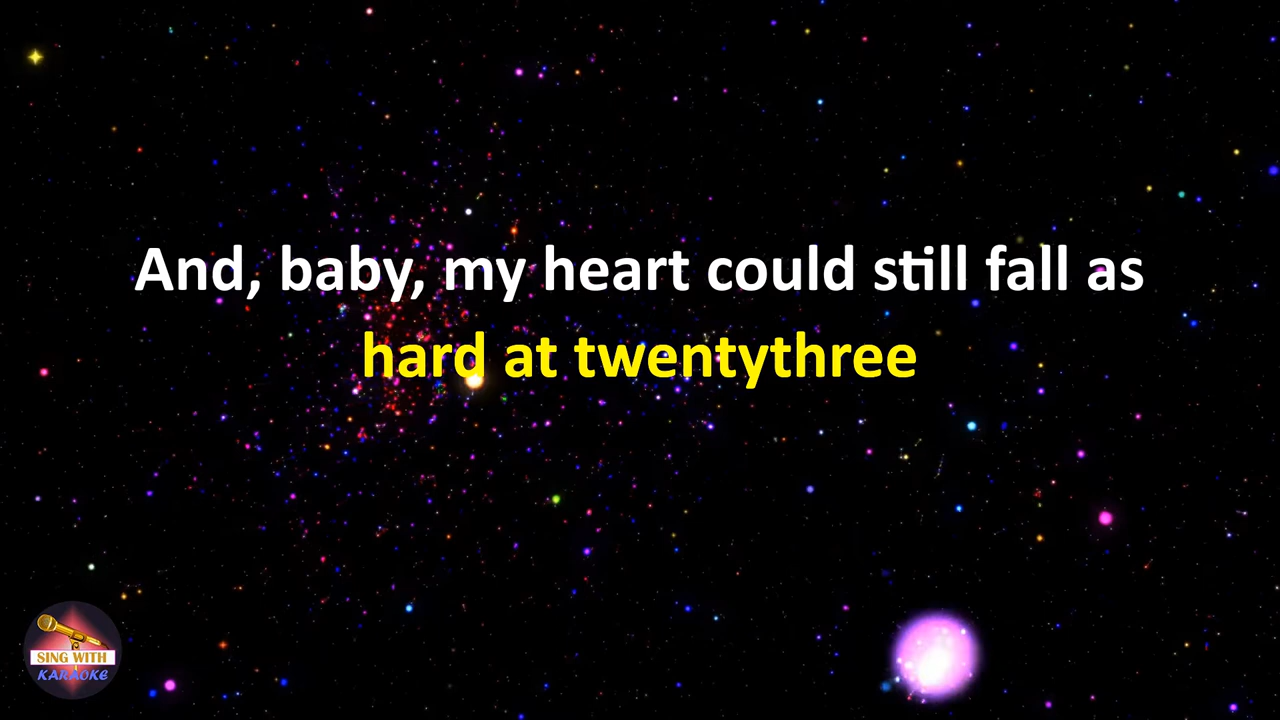 And, baby, my heart could still fall as
hard at twentythree
SING WITH
KARAOKE